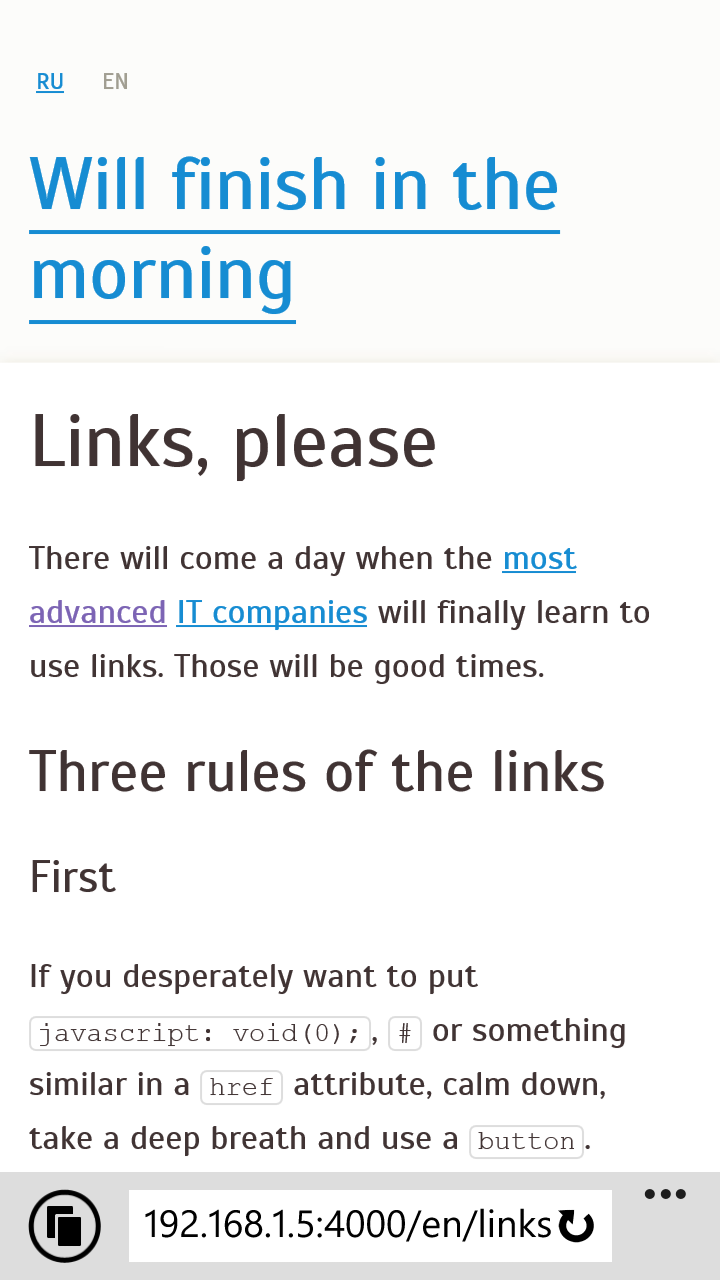 RU EN
Will finish in the
morning
Links, please
There will come a day when the most
advanced IT companies will finally learn to
use links. Those will be good times.
Three rules of the links
First
If you desperately want to put
javascript: void(0);, # or something
similar in a href attribute, calm down,
take a deep breath and use a button.
192.168.1.5:4000/en/links